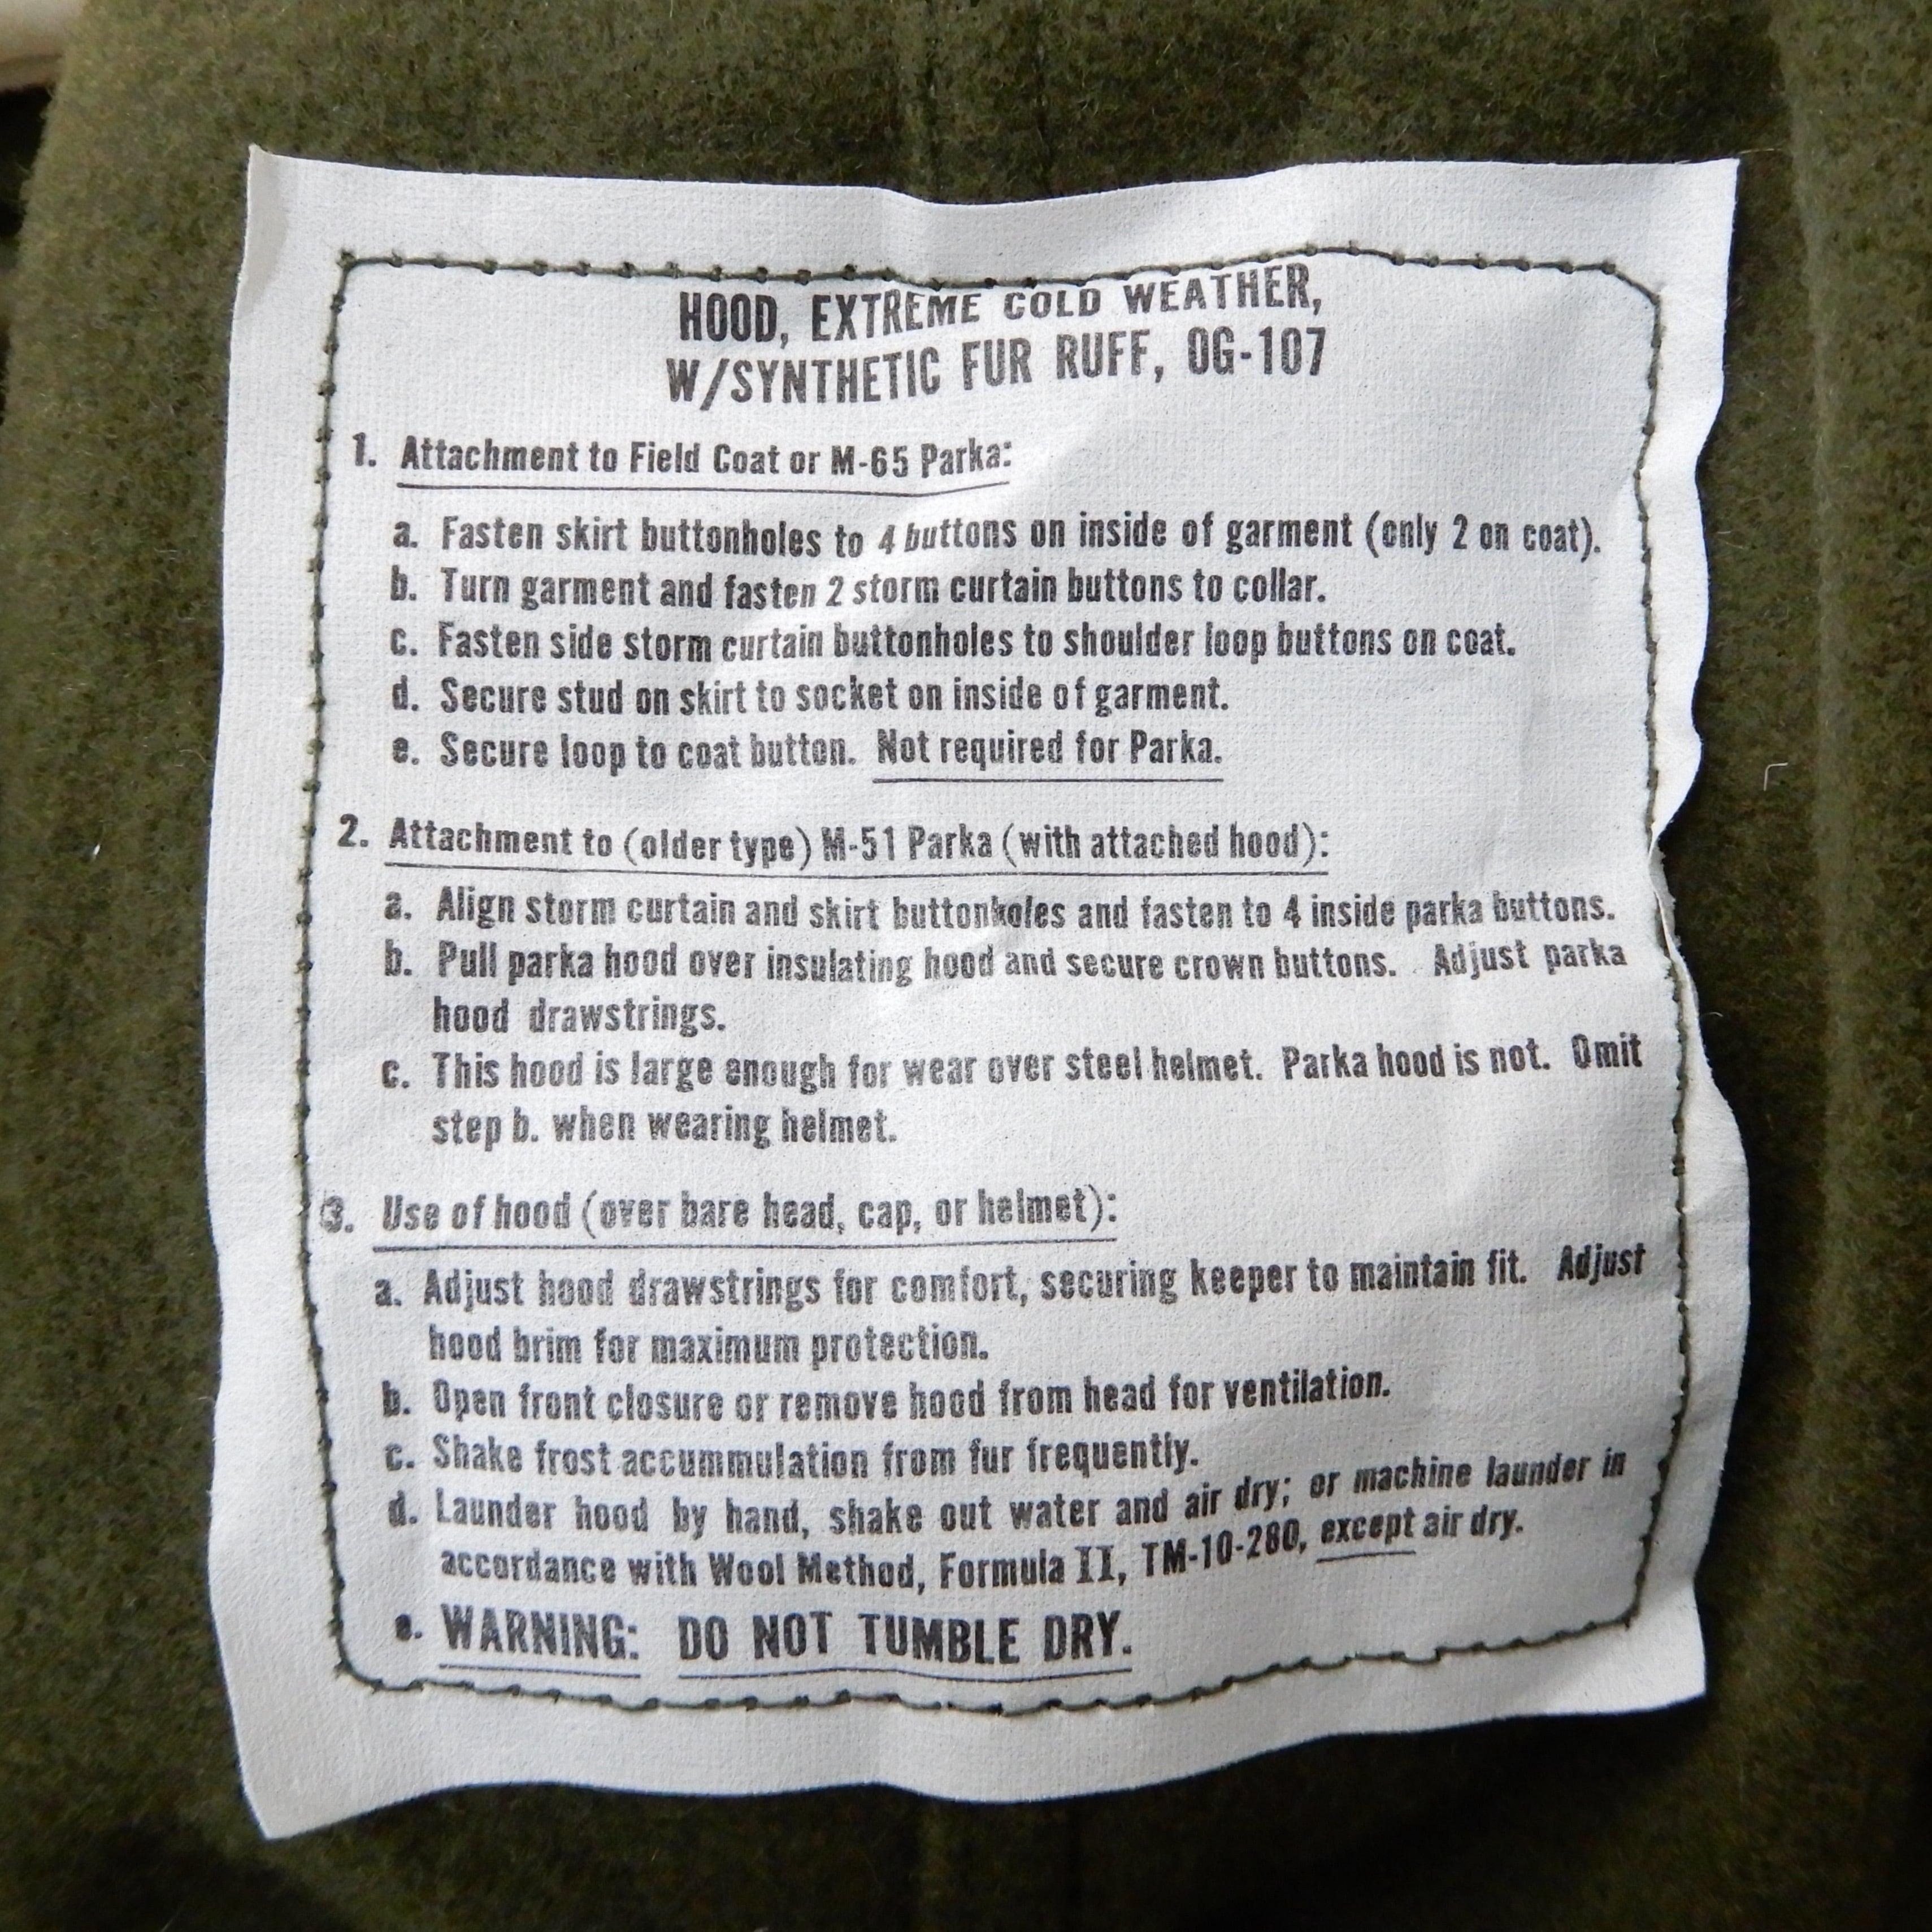 HOOD, EXTREME COLD WEATHER,
W/SYNTHETIC FUR RUFF, OG-107
1. Attachment to Field Coat or M-65 Parka:
a. Fasten skirt buttonholes to 4 buttons on inside of garment (only 2 on coat).
b. Turn garment and fasten 2 storm curtain buttons to collar.
c. Fasten side storm curtain buttonholes to shoulder loop buttons on coat.
d. Secure stud on skirt to socket on inside of garment.
e. Secure loop to coat button. Not required for Parka.
2. Attachment to (older type) M-51 Parka (with attached hood):
a. Align storm curtain and skirt buttonholes and fasten to 4 inside parka buttons.
b. Pull parka hood over insulating hood and secure crown buttons. Adjust parka
hood drawstrings.
c. This hood is large enough for wear over steel helmet. Parka hood is not. Omit
step b. when wearing helmet.
3. Use of hood (over bare head, cap, or helmet):
a. Adjust hood drawstrings for comfort, securing keeper to maintain fit. Adjust
hood brim for maximum protection.
b. Open front closure or remove hood from head for ventilation.
c. Shake frost accummulation from fur frequently.
d. Launder hood by hand, shake out water and air dry; or machine launder in
accordance with Wool Method, Formula II, TM-10-280, except air dry.
e. WARNING: DO NOT TUMBLE DRY.